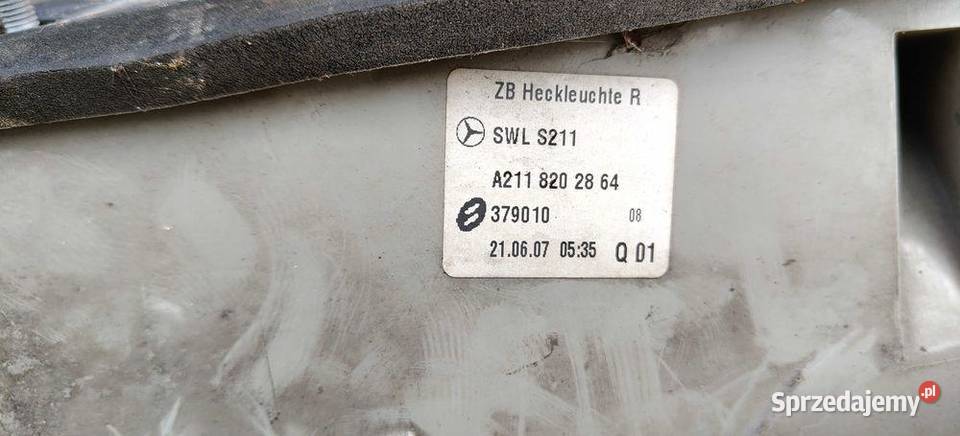 ZB Heckleuchte R
SWL S211
A211 820 28 64
379010 08
21.06.07 05:35 Q 01
Sprzedajemy.pl